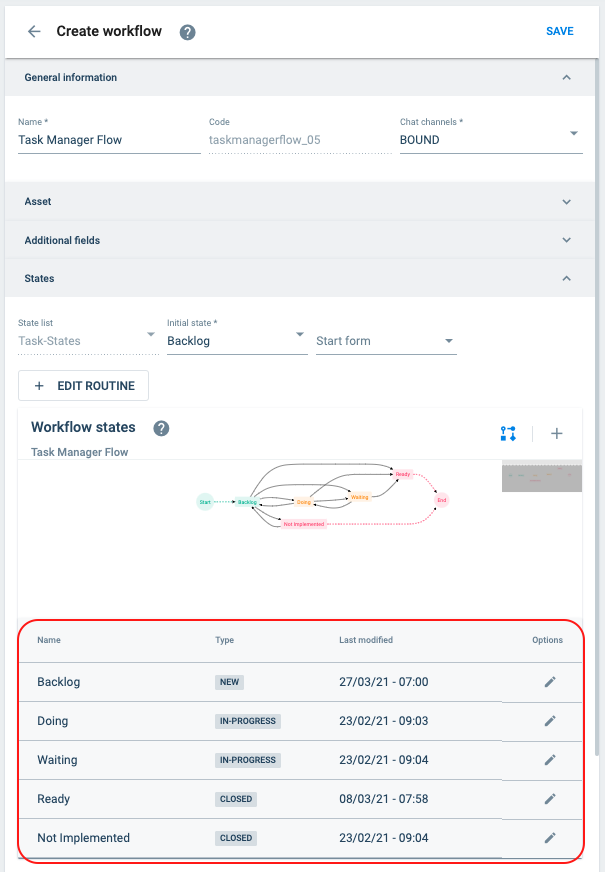 Create workflow ?
SAVE
General information
Name *
Code
Chat channels *
Task Manager Flow
taskmanagerflow_05
BOUND
Asset
Additional fields
States
State list
Initial state *
Task-States
Backlog
Start form
+ EDIT ROUTINE
Workflow states ?
Task Manager Flow
Ready
Start
Backlog
Doing
Waiting
End
Not Implemented
Name Type Last modified Options
Backlog NEW 27/03/21 - 07:00
Doing IN-PROGRESS 23/02/21 - 09:03
Waiting IN-PROGRESS 23/02/21 - 09:04
Ready CLOSED 08/03/21 - 07:58
Not Implemented CLOSED 23/02/21 - 09:04